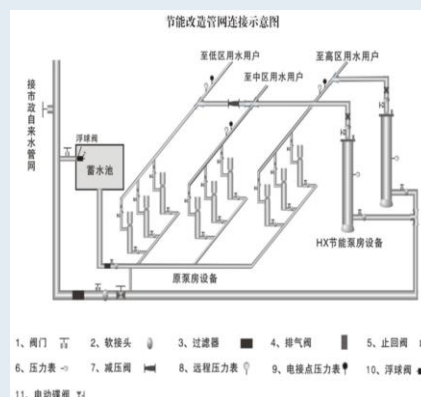 节能改造管网连接示意图
至低区用水用户
至中区用水用户
至高区用水用户
接市政自来水管网
浮球阀
蓄水池
HX节能泵房设备
原泵房设备
1、阀门 2、软接头 3、过滤器 4、排气阀 5、止回阀
6、压力表 7、减压阀 8、远程压力表 9、电接点压力表 10、浮球阀
11、电动蝶阀